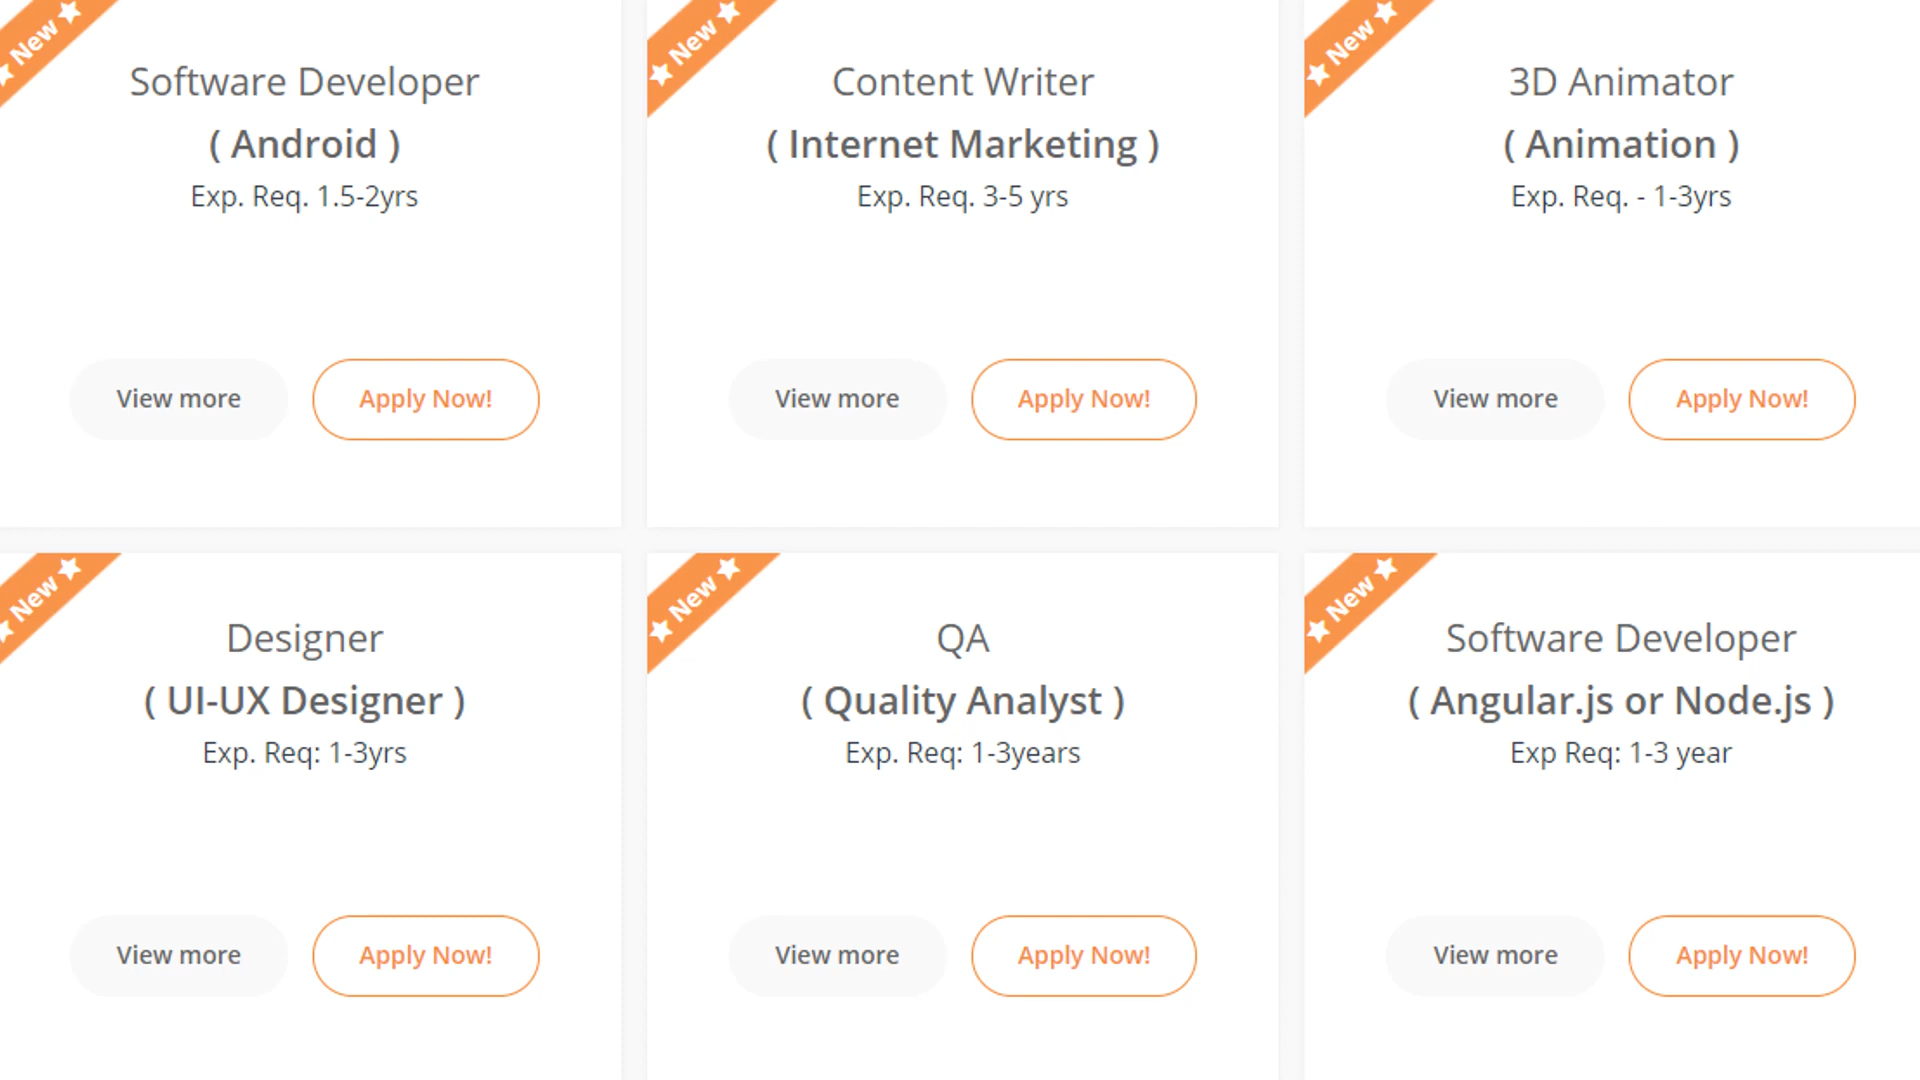 New
Software Developer
( Android )
Exp. Req. 1.5-2yrs
View more
Apply Now!
New
Content Writer
( Internet Marketing )
Exp. Req. 3-5 yrs
View more
Apply Now!
New
3D Animator
( Animation )
Exp. Req. - 1-3yrs
View more
Apply Now!
New
Designer
( UI-UX Designer )
Exp. Req: 1-3yrs
View more
Apply Now!
New
QA
( Quality Analyst )
Exp. Req: 1-3years
View more
Apply Now!
New
Software Developer
( Angular.js or Node.js )
Exp Req: 1-3 year
View more
Apply Now!